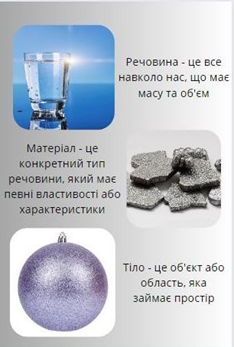 Речовина - це все
навколо нас, що має
масу та об'єм
Матеріал - це
конкретний тип
речовини, який має
певні властивості або
характеристики
Тіло - це об'єкт або
область, яка
займає простір